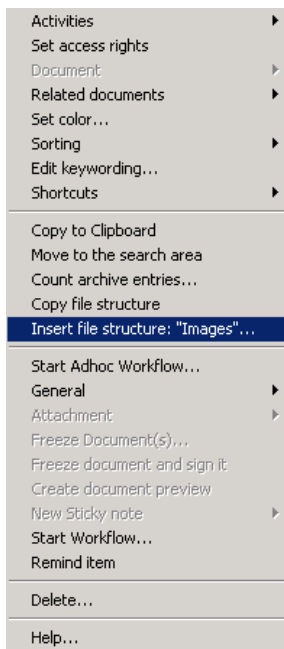 Activities
Set access rights
Document
Related documents
Set color...
Sorting
Edit keywording...
Shortcuts
Copy to Clipboard
Move to the search area
Count archive entries...
Copy file structure
Insert file structure: "Images"...
Start Adhoc Workflow...
General
Attachment
Freeze Document(s)...
Freeze document and sign it
Create document preview
New Sticky note
Start Workflow...
Remind item
Delete...
Help...